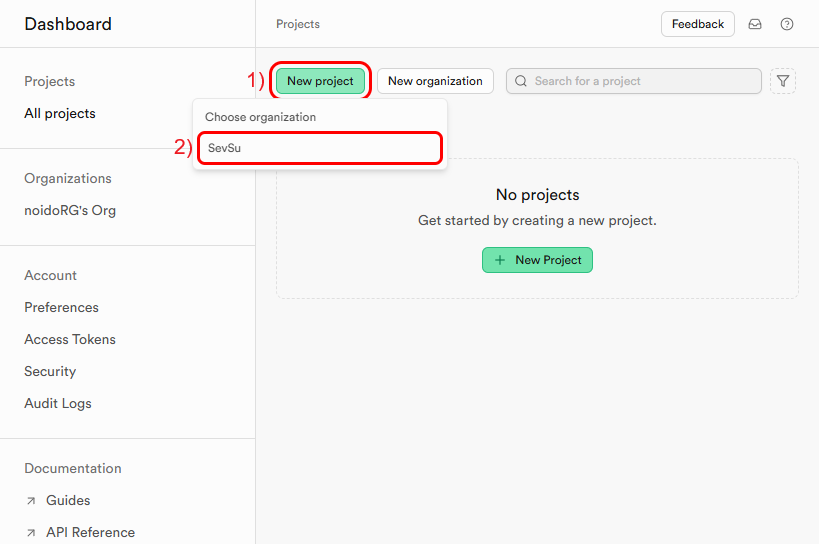 Dashboard
Projects
Feedback
Projects
All projects
1)
New project
New organization
Search for a project
Choose organization
2)
SevSu
Organizations
noidoRG's Org
No projects
Get started by creating a new project.
New Project
Account
Preferences
Access Tokens
Security
Audit Logs
Documentation
Guides
API Reference